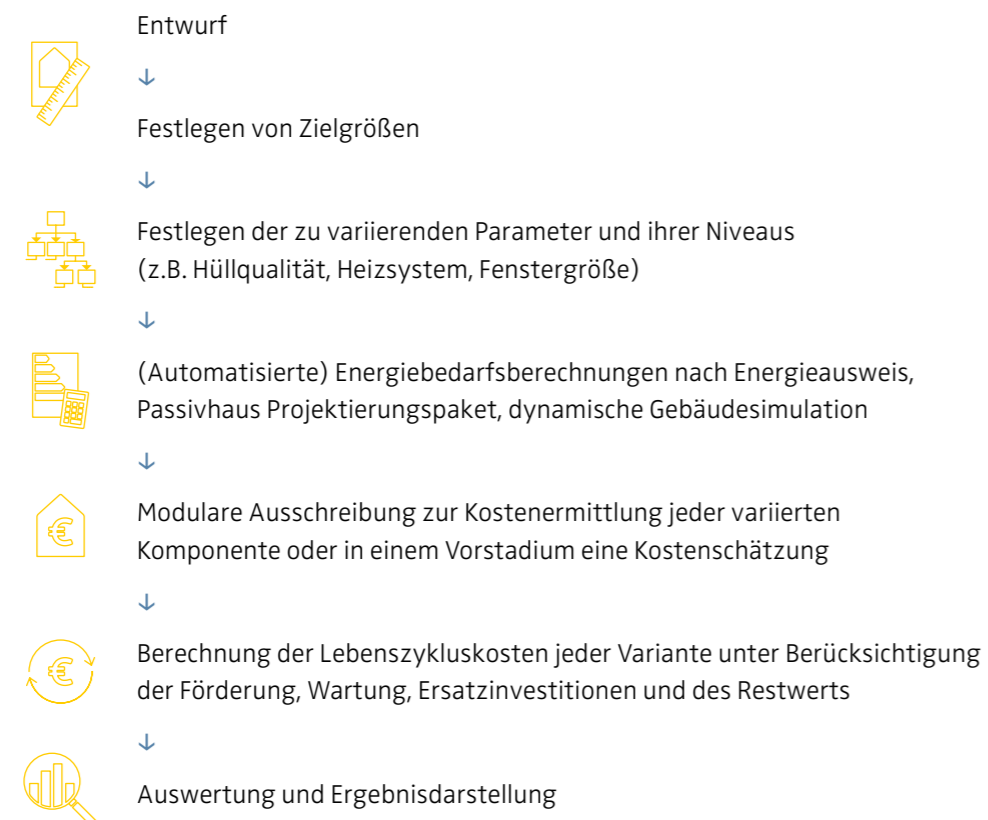 Entwurf
↓
Festlegen von Zielgrößen
↓
Festlegen der zu variierenden Parameter und ihrer Niveaus
(z.B. Hüllqualität, Heizsystem, Fenstergröße)
↓
(Automatisierte) Energiebedarfsberechnungen nach Energieausweis,
Passivhaus Projektierungspaket, dynamische Gebäudesimulation
↓
€
Modulare Ausschreibung zur Kostenermittlung jeder variierten
Komponente oder in einem Vorstadium eine Kostenschätzung
↓
€
Berechnung der Lebenszykluskosten jeder Variante unter Berücksichtigung
der Förderung, Wartung, Ersatzinvestitionen und des Restwerts
↓
Auswertung und Ergebnisdarstellung